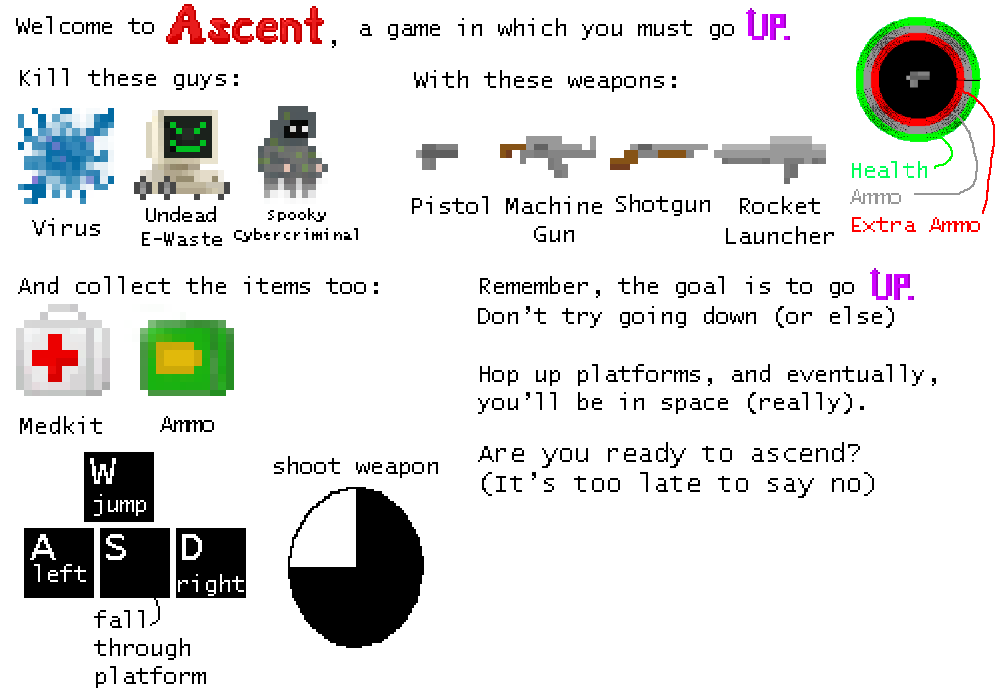 Welcome to Ascent, a game in which you must go UP.
Kill these guys:
With these weapons:
Virus
Undead
E-Waste
Spooky
Cybercriminal
Pistol
Machine
Gun
Shotgun
Rocket
Launcher
Health
Ammo
Extra Ammo
And collect the items too:
Medkit
Ammo
Remember, the goal is to go UP.
Don't try going down (or else)
Hop up platforms, and eventually,
you'll be in space (really).
Are you ready to ascend?
(It's too late to say no)
W
jump
A
left
S
D
right
fall
through
platform
shoot weapon